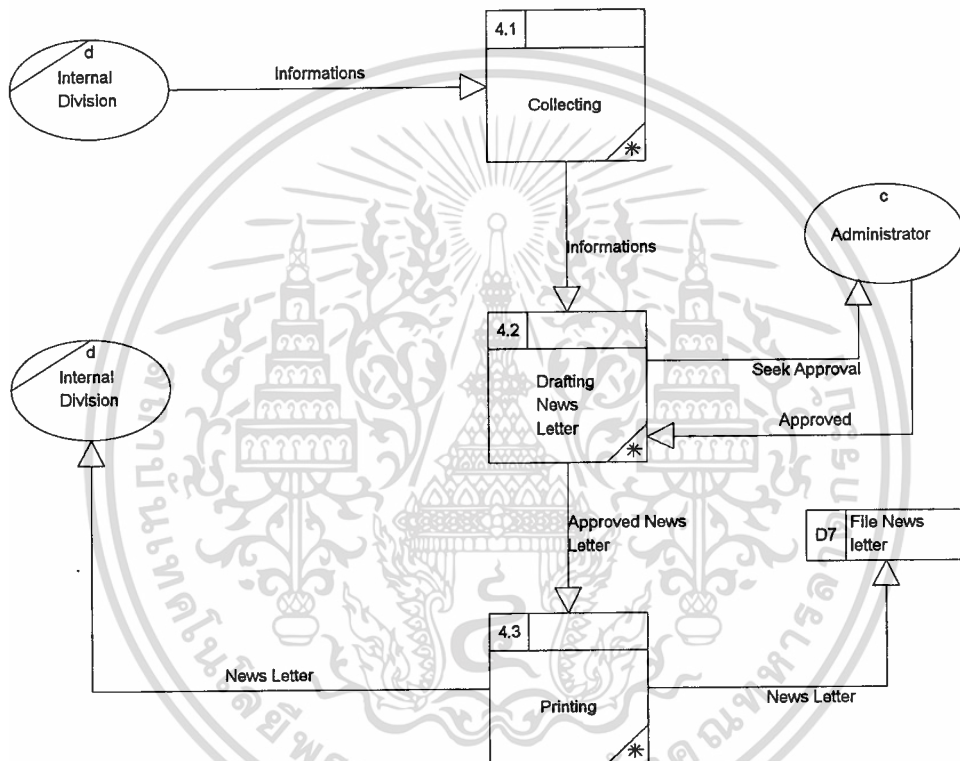 d
Internal
Division
Informations
4.1
Collecting
*
Informations
c
Administrator
4.2
Drafting
News
Letter
*
Seek Approval
Approved
d
Internal
Division
Approved News
Letter
D7
File News
letter
4.3
Printing
*
News Letter
News Letter